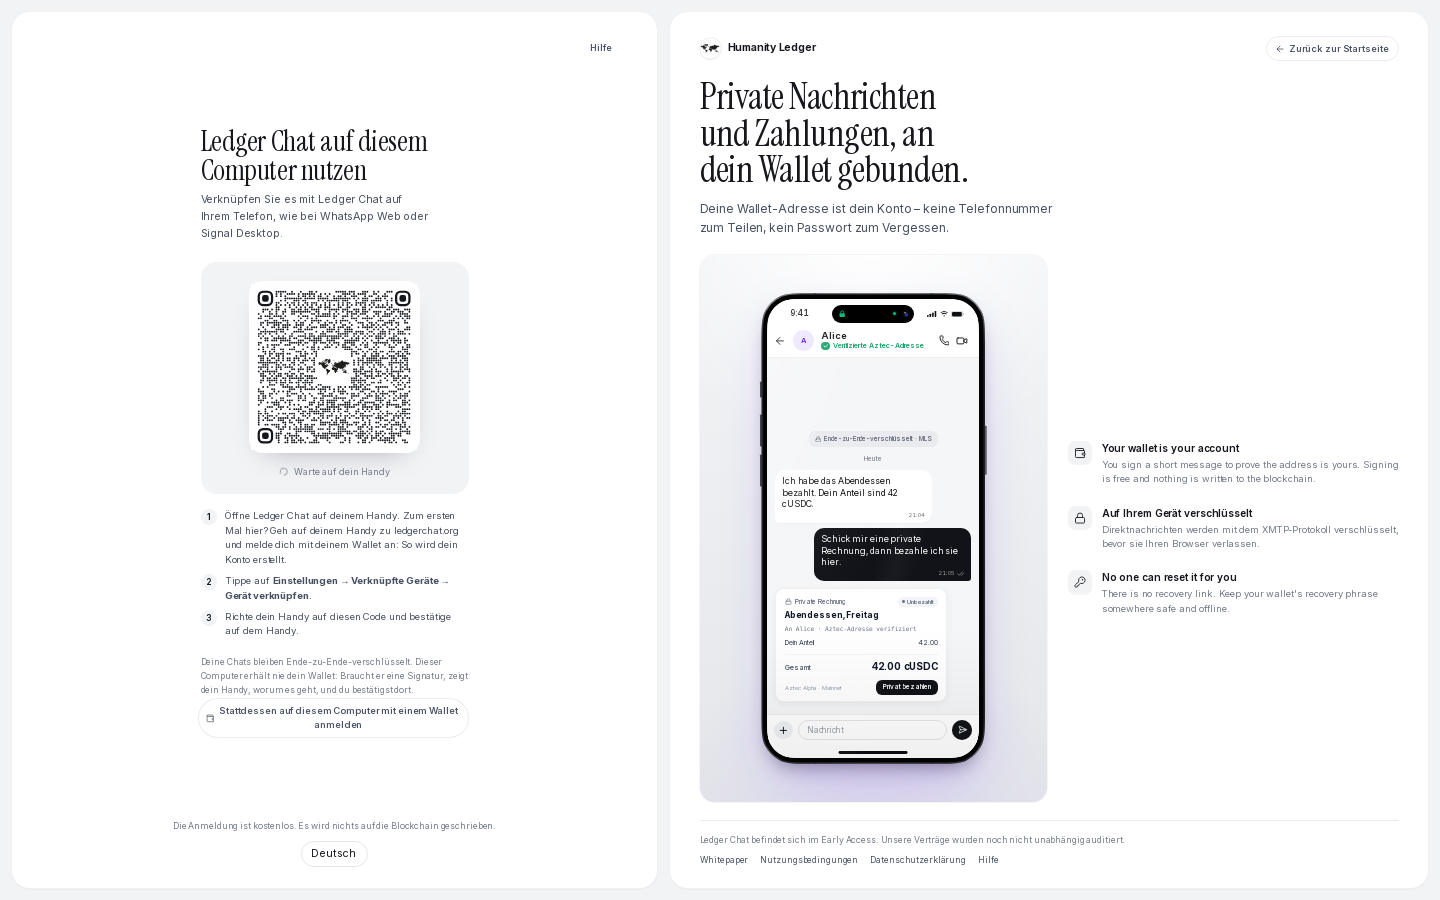 Hilfe
Ledger Chat auf diesem
Computer nutzen
Verknüpfen Sie es mit Ledger Chat auf
Ihrem Telefon, wie bei WhatsApp Web oder
Signal Desktop.
Warte auf dein Handy
1 Öffne Ledger Chat auf deinem Handy. Zum ersten
Mal hier? Geh auf deinem Handy zu ledgerchat.org
und melde dich mit deinem Wallet an: So wird dein
Konto erstellt.
2 Tippe auf Einstellungen → Verknüpfte Geräte →
Gerät verknüpfen.
3 Richte dein Handy auf diesen Code und bestätige
auf dem Handy.
Deine Chats bleiben Ende-zu-Ende-verschlüsselt. Dieser
Computer erhält nie dein Wallet: Braucht er eine Signatur, zeigt
dein Handy, worum es geht, und du bestätigst dort.
Stattdessen auf diesem Computer mit einem Wallet
anmelden
Die Anmeldung ist kostenlos. Es wird nichts auf die Blockchain geschrieben.
Deutsch
Humanity Ledger
← Zurück zur Startseite
Private Nachrichten
und Zahlungen, an
dein Wallet gebunden.
Deine Wallet-Adresse ist dein Konto – keine Telefonnummer
zum Teilen, kein Passwort zum Vergessen.
9:41
A
Alice
Verifizierte Aztec-Adresse
Ende-zu-Ende-verschlüsselt · MLS
Heute
Ich habe das Abendessen
bezahlt. Dein Anteil sind 42
cUSDC.
21:04
Schick mir eine private
Rechnung, dann bezahle ich sie
hier.
21:05
Private Rechnung
Unbezahlt
Abendessen, Freitag
An Alice · Aztec-Adresse verifiziert
Dein Anteil 42.00
Gesamt 42.00 cUSDC
Aztec Alpha · Mainnet
Privat bezahlen
Nachricht
Your wallet is your account
You sign a short message to prove the address is yours. Signing
is free and nothing is written to the blockchain.
Auf Ihrem Gerät verschlüsselt
Direktnachrichten werden mit dem XMTP-Protokoll verschlüsselt,
bevor sie Ihren Browser verlassen.
No one can reset it for you
There is no recovery link. Keep your wallet's recovery phrase
somewhere safe and offline.
Ledger Chat befindet sich im Early Access. Unsere Verträge wurden noch nicht unabhängig auditiert.
Whitepaper Nutzungsbedingungen Datenschutzerklärung Hilfe